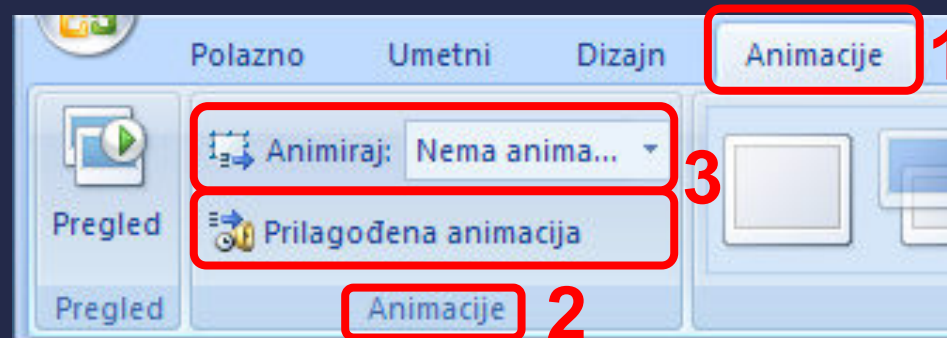 Polazno Umetni Dizajn Animacije 1
Animiraj: Nema anima... 3
Pregled Prilagođena animacija
Pregled Animacije 2